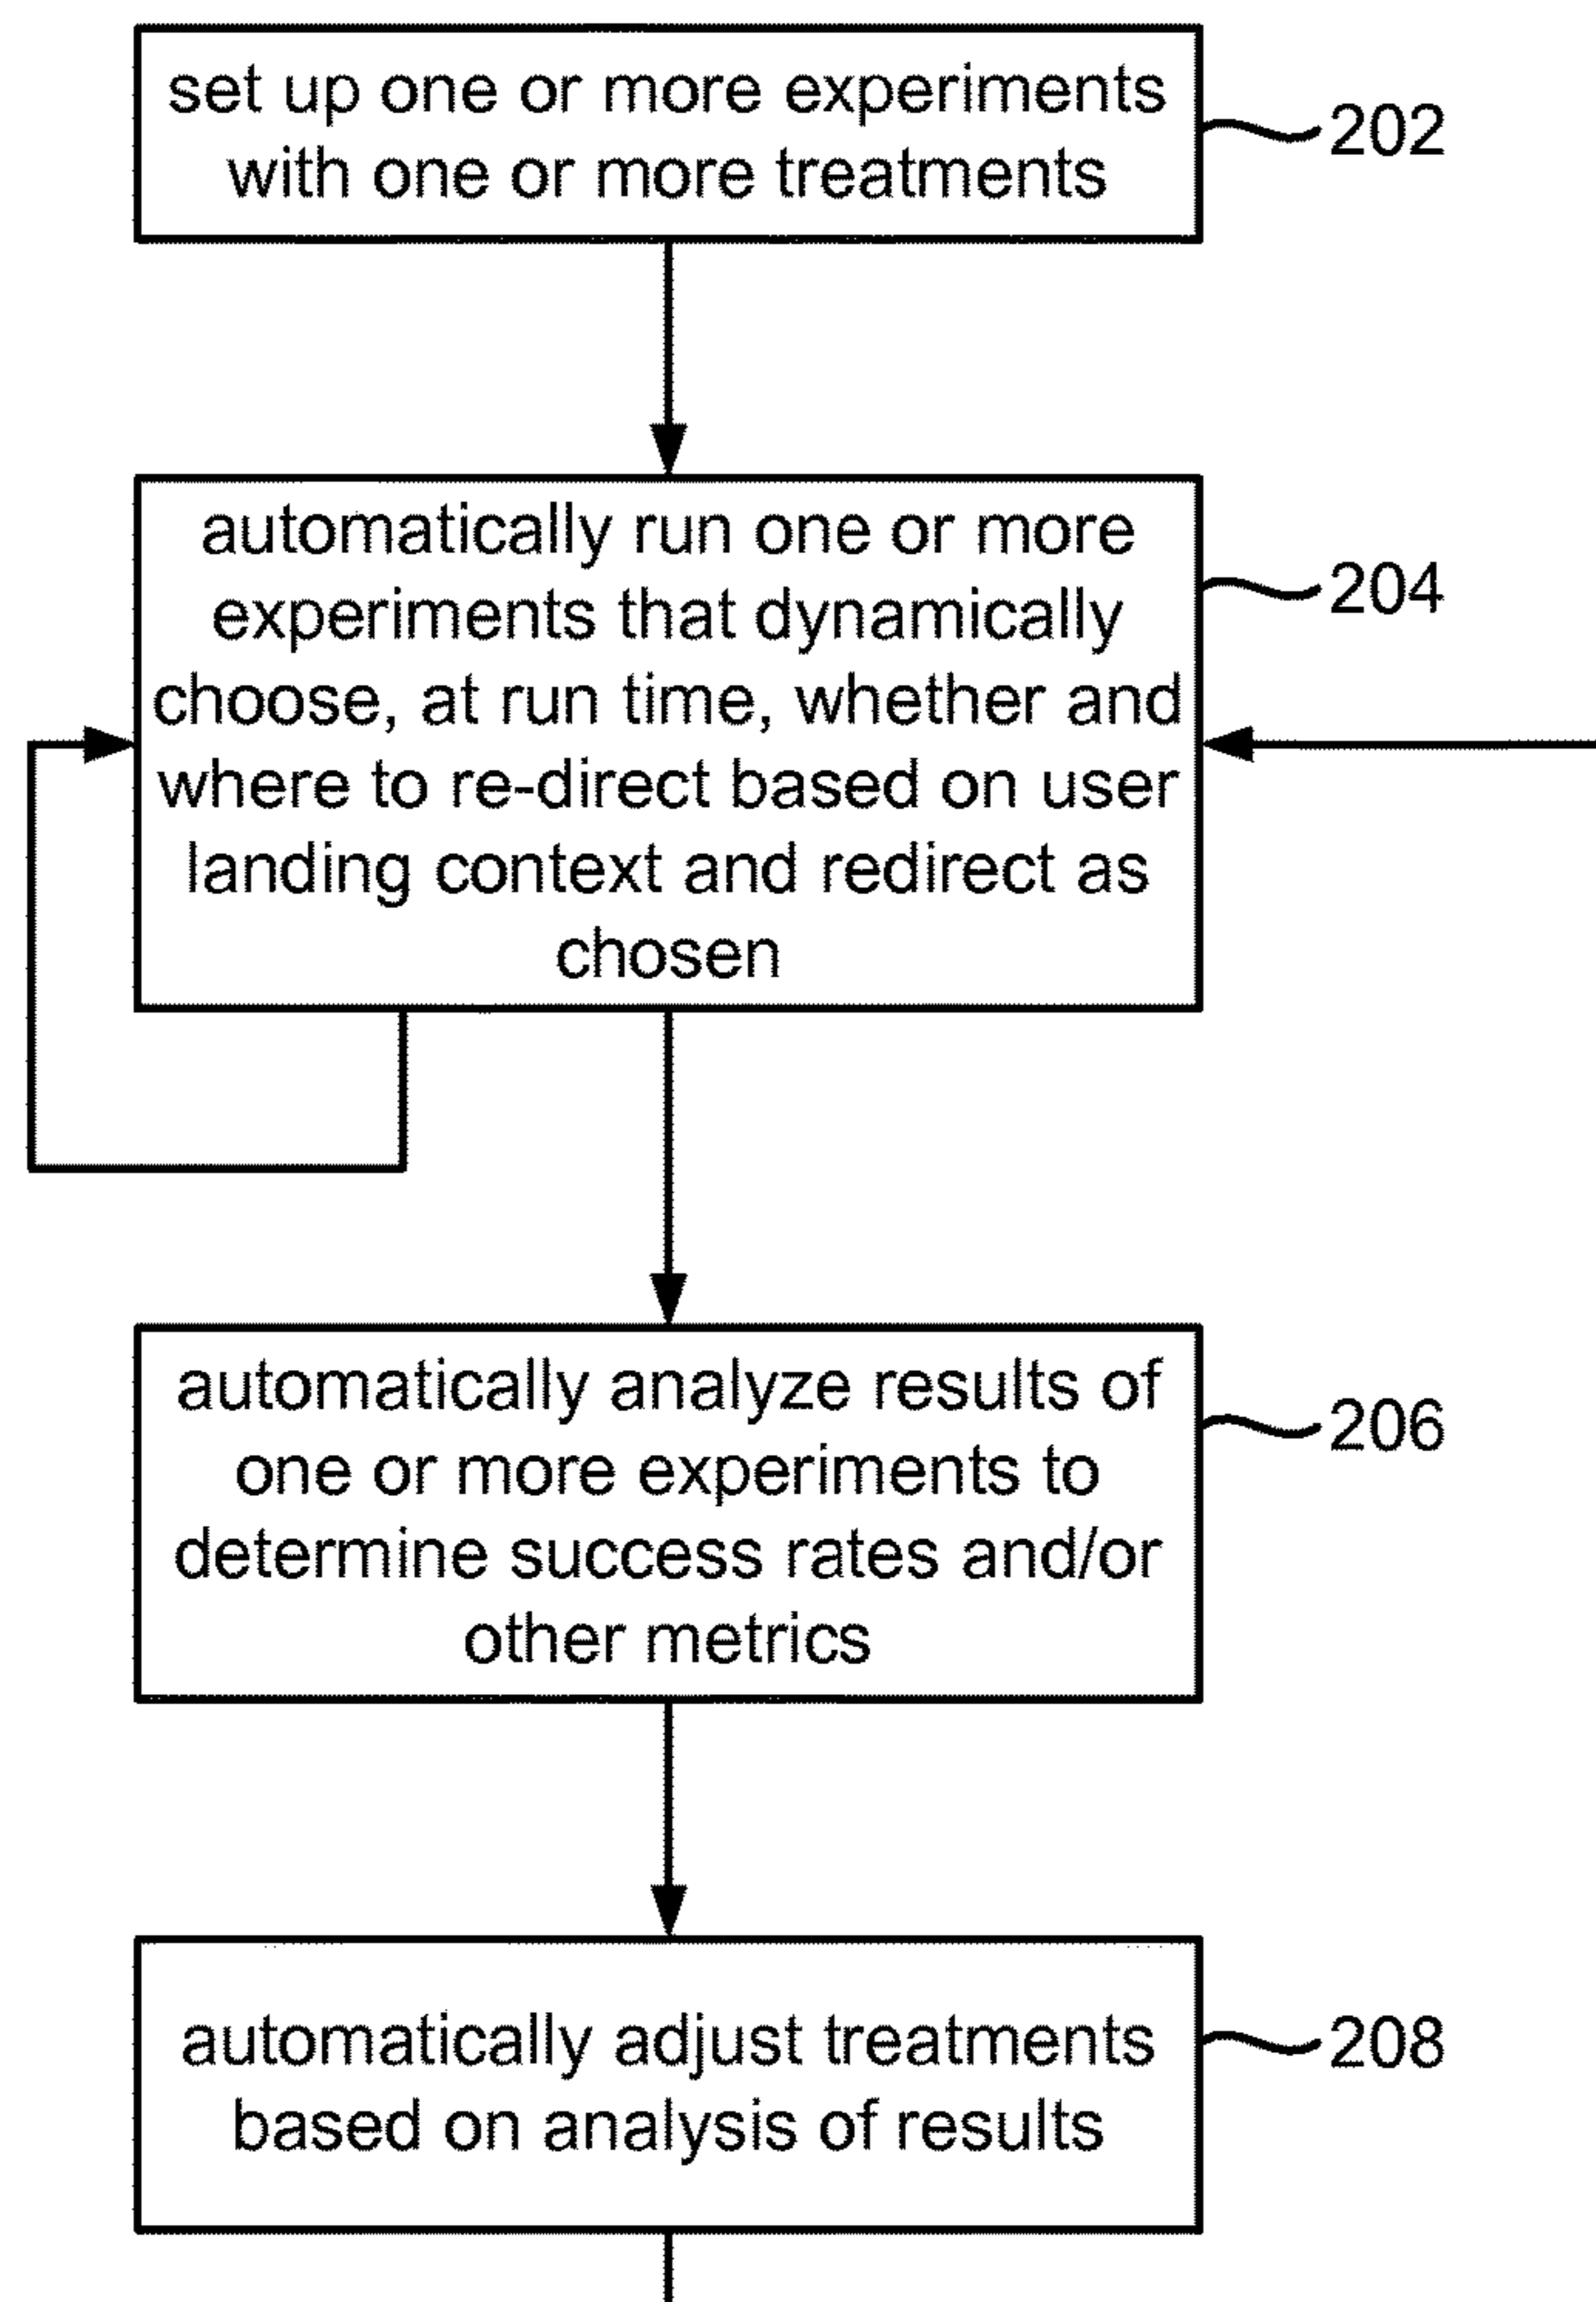 set up one or more experiments
with one or more treatments
202
automatically run one or more
experiments that dynamically
choose, at run time, whether and
where to re-direct based on user
landing context and redirect as
chosen
204
automatically analyze results of
one or more experiments to
determine success rates and/or
other metrics
206
automatically adjust treatments
based on analysis of results
208